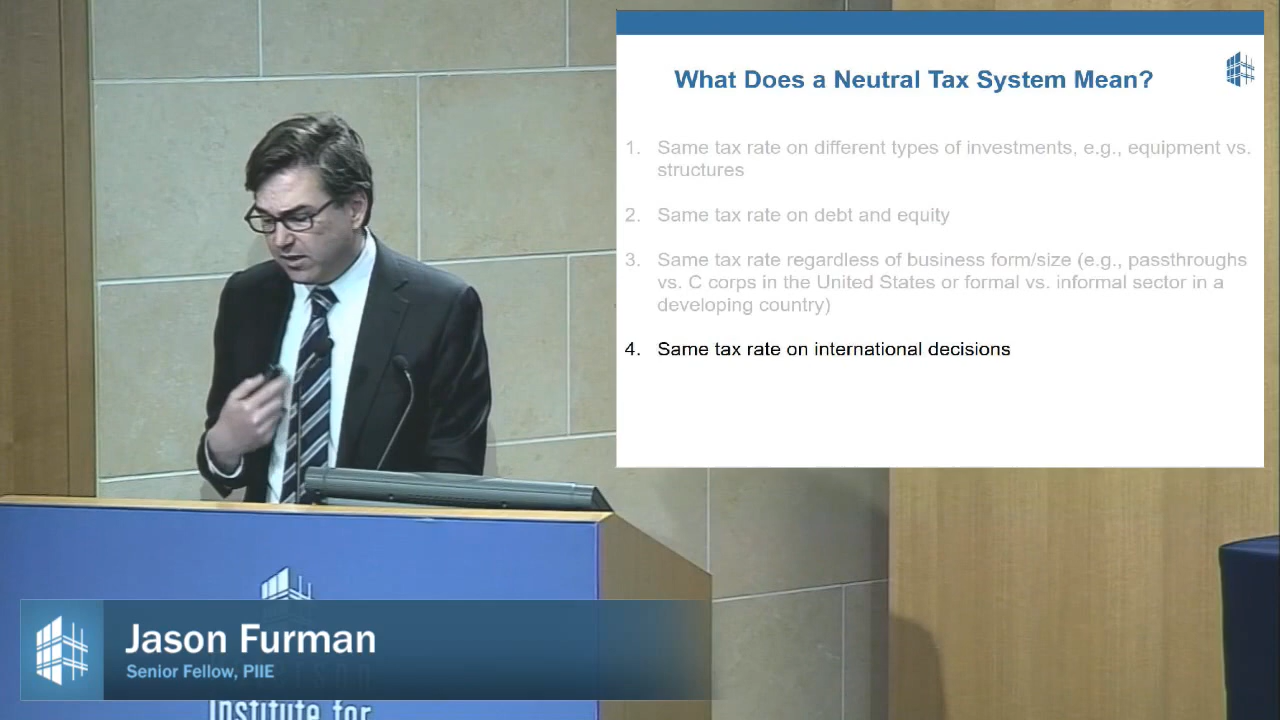 What Does a Neutral Tax System Mean?
1. Same tax rate on different types of investments, e.g., equipment vs.
structures
2. Same tax rate on debt and equity
3. Same tax rate regardless of business form/size (e.g., passthroughs
vs. C corps in the United States or formal vs. informal sector in a
developing country)
4. Same tax rate on international decisions
Jason Furman
Senior Fellow, PIIE
Institute for